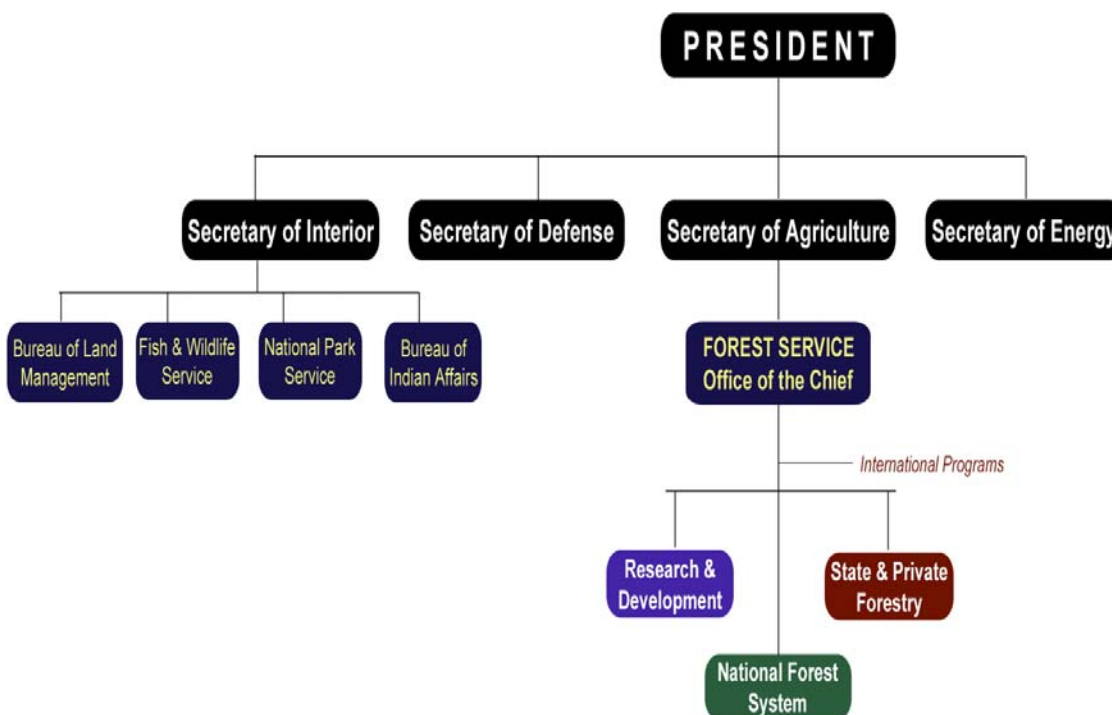 PRESIDENT
Secretary of Interior
Secretary of Defense
Secretary of Agriculture
Secretary of Energy
Bureau of Land
Management
Fish & Wildlife
Service
National Park
Service
Bureau of
Indian Affairs
FOREST SERVICE
Office of the Chief
International Programs
Research &
Development
State & Private
Forestry
National Forest
System